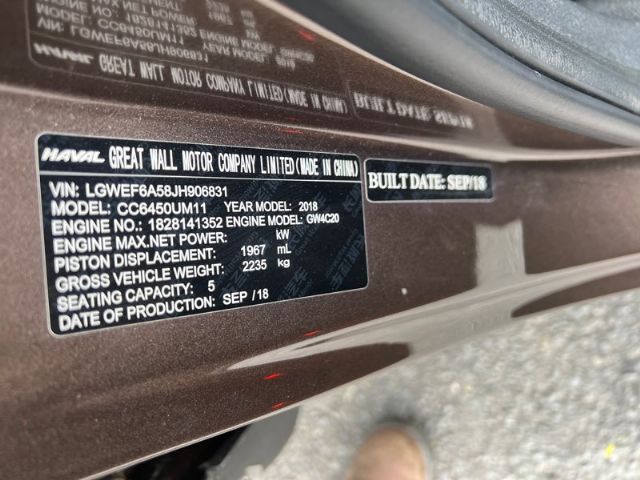 HAVAL GREAT WALL MOTOR COMPANY LIMITED(MADE IN CHINA)
VIN: LGWEF6A58JH906831
MODEL: CC6450UM11 YEAR MODEL: 2018
ENGINE NO.: 1828141352 ENGINE MODEL: GW4C20
ENGINE MAX.NET POWER: kW
PISTON DISPLACEMENT: 1967 mL
GROSS VEHICLE WEIGHT: 2235 kg
SEATING CAPACITY: 5
DATE OF PRODUCTION: SEP /18
BUILT DATE: SEP/18